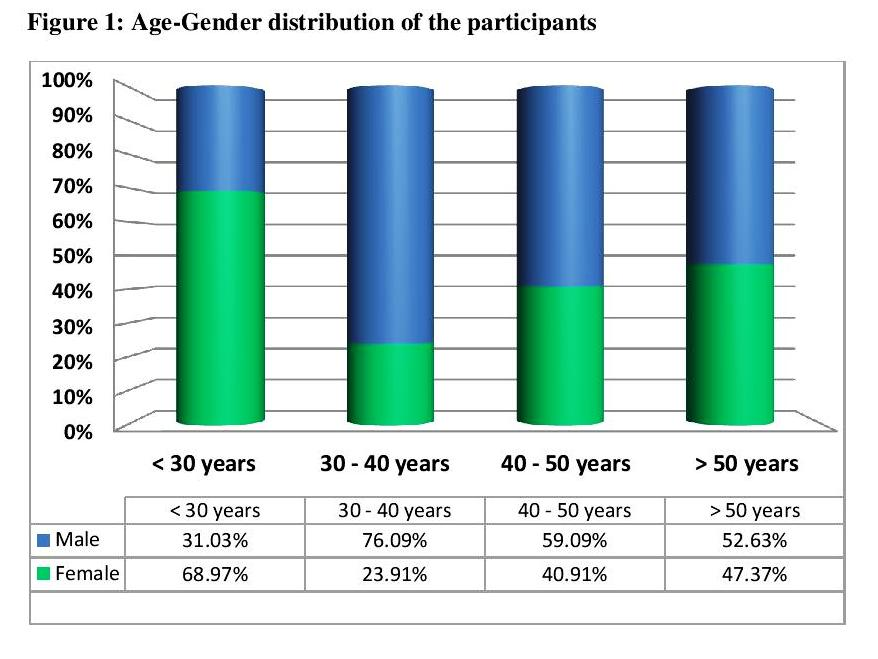 Figure 1: Age-Gender distribution of the participants
100%
90%
80%
70%
60%
50%
40%
30%
20%
10%
0%
< 30 years 30 - 40 years 40 - 50 years > 50 years
< 30 years 30 - 40 years 40 - 50 years > 50 years
Male 31.03% 76.09% 59.09% 52.63%
Female 68.97% 23.91% 40.91% 47.37%